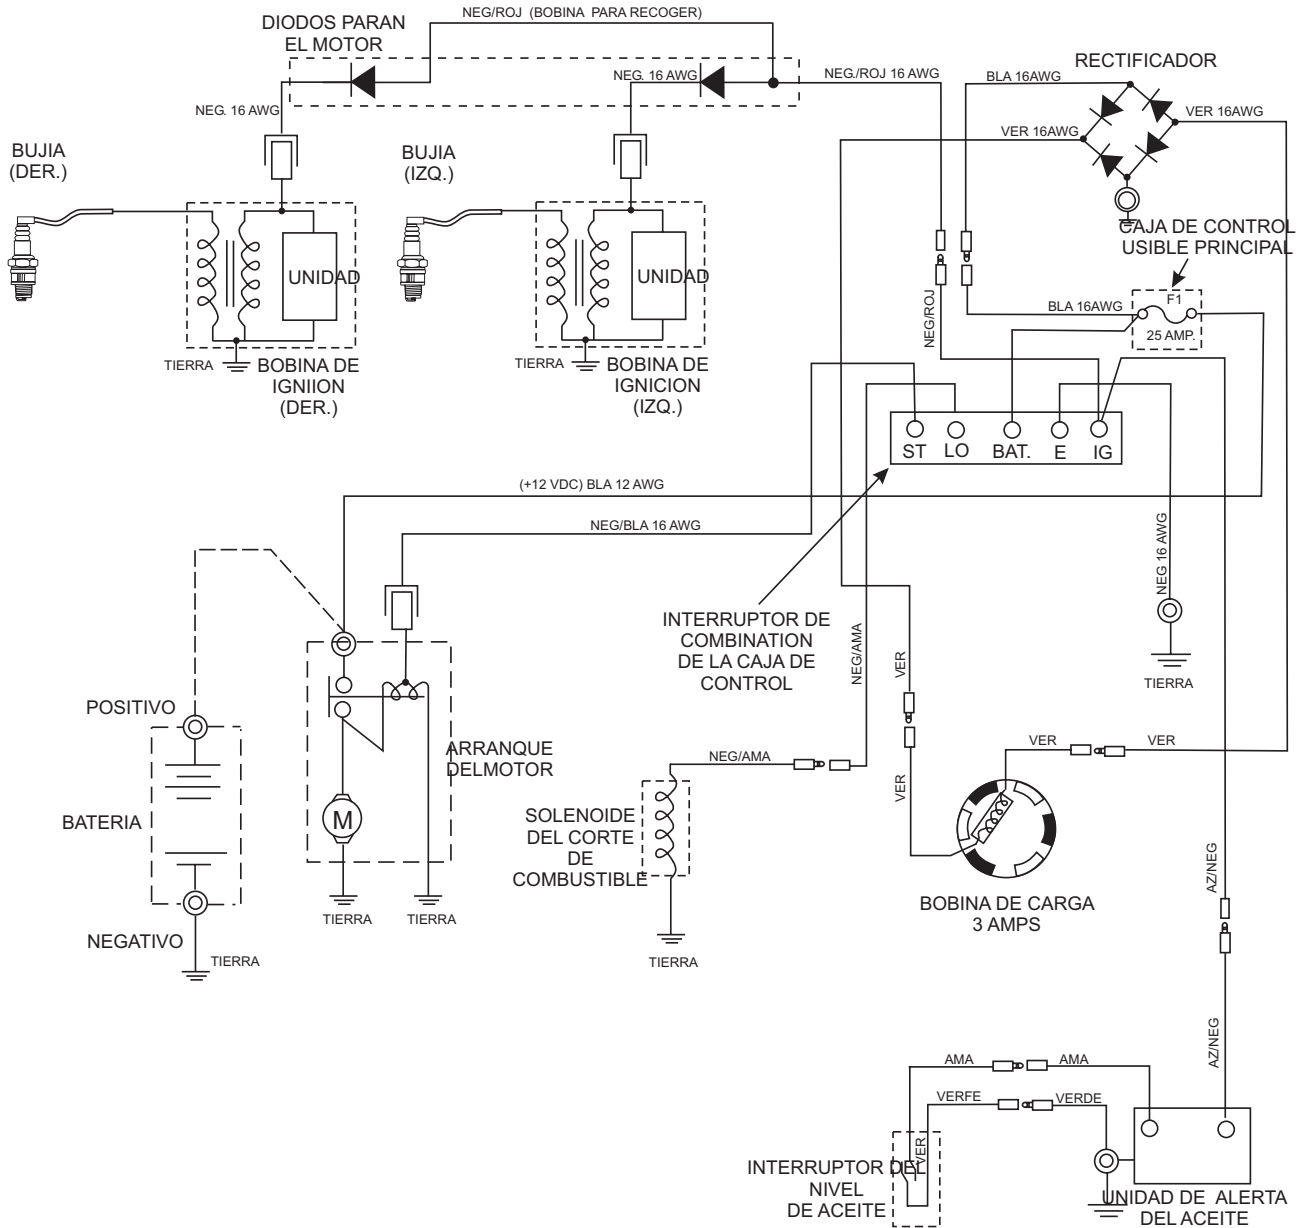 NEG/ROJ (BOBINA PARA RECOGER)
DIODOS PARAN
EL MOTOR
NEG. 16 AWG
NEG./ROJ 16 AWG
BLA 16AWG
RECTIFICADOR
NEG. 16 AWG
VER 16AWG
VER 16AWG
BUJIA
(DER.)
BUJIA
(IZQ.)
CAJA DE CONTROL
USIBLE PRINCIPAL
UNIDAD
UNIDAD
NEG/ROJ
BLA 16AWG
F1
25 AMP.
TIERRA
BOBINA DE
IGNIION
(DER.)
TIERRA
BOBINA DE
IGNICION
(IZQ.)
ST
LO
BAT.
E
IG
(+12 VDC) BLA 12 AWG
NEG/BLA 16 AWG
NEG 16 AWG
INTERRUPTOR DE
COMBINATION
DE LA CAJA DE
CONTROL
NEG/AMA
VER
TIERRA
POSITIVO
ARRANQUE
DELMOTOR
NEG/AMA
VER
VER
VER
BATERIA
M
SOLENOIDE
DEL CORTE
DE
COMBUSTIBLE
AZ/NEG
BOBINA DE CARGA
3 AMPS
TIERRA
TIERRA
NEGATIVO
TIERRA
TIERRA
AZ/NEG
AMA
AMA
VERFE
VERDE
VER
INTERRUPTOR DEL
NIVEL
DE ACEITE
UNIDAD DE ALERTA
DEL ACEITE